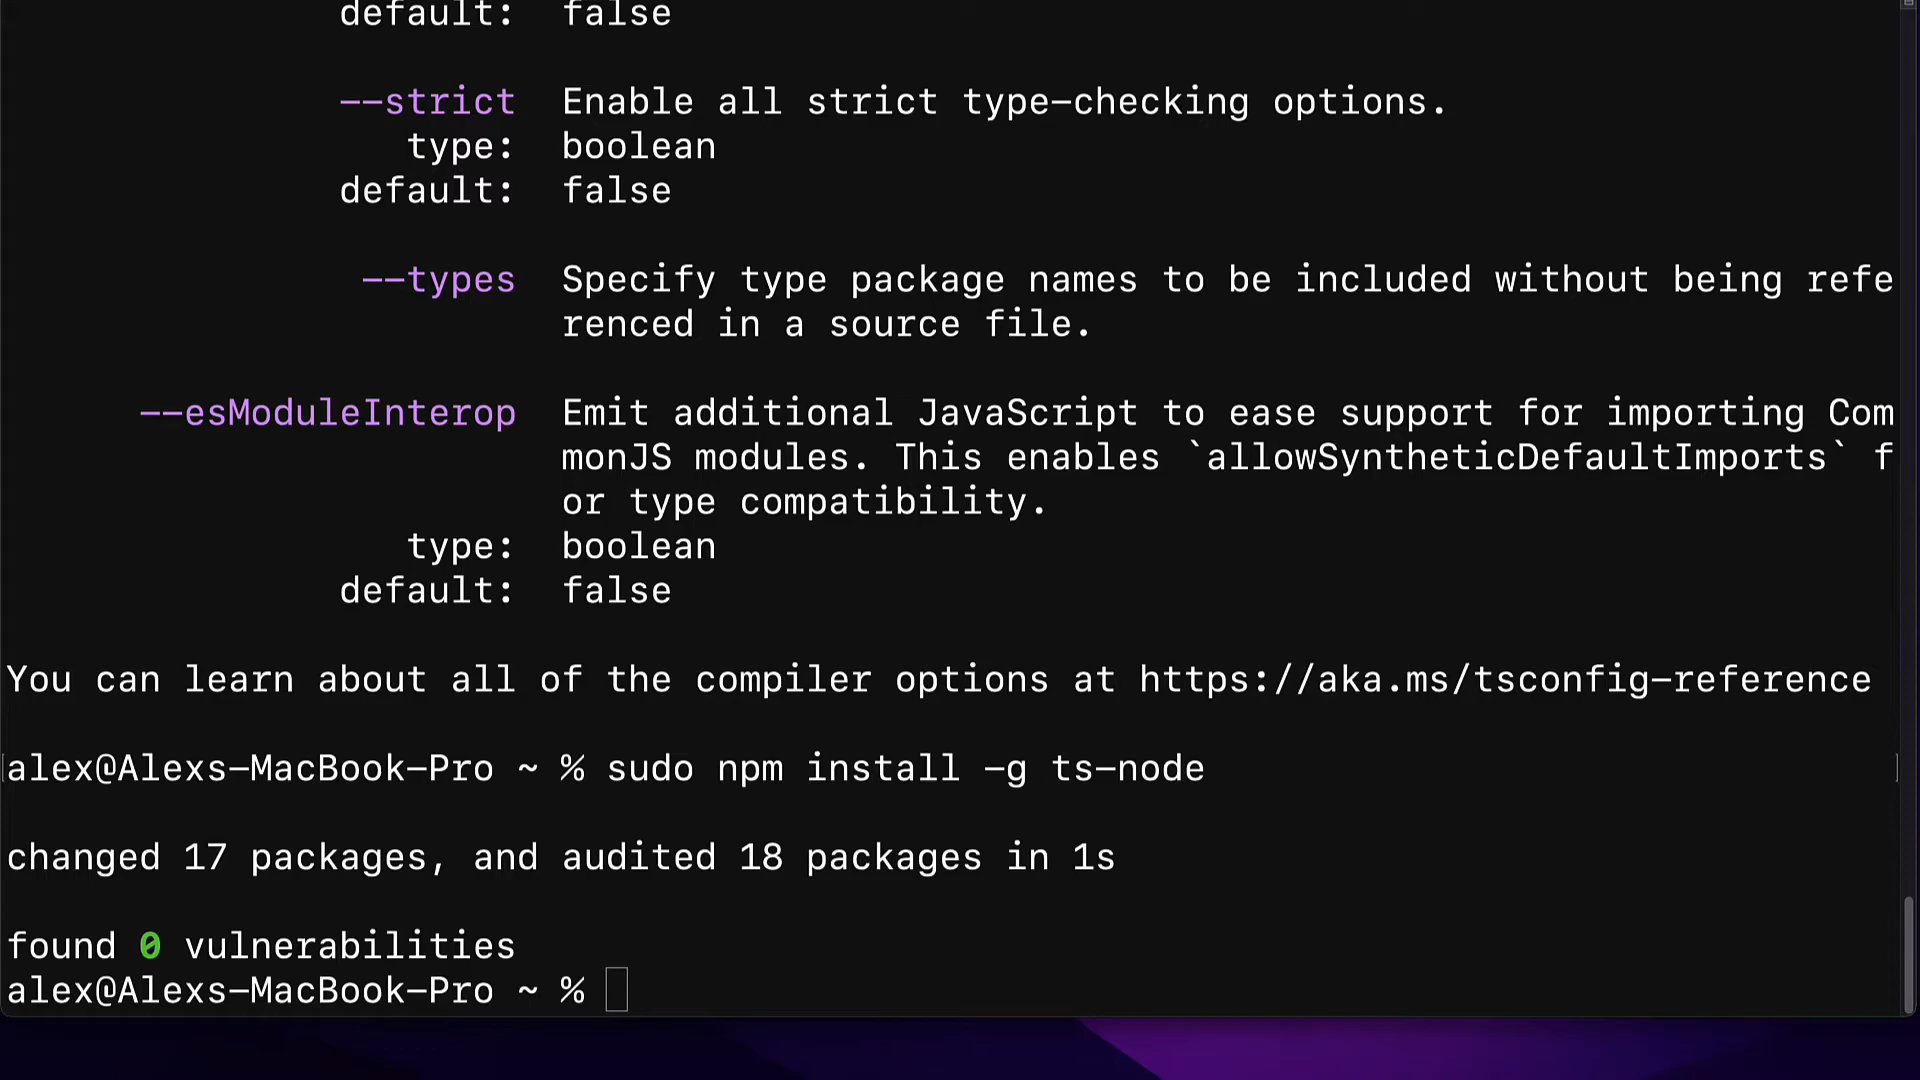 default: false
--strict Enable all strict type-checking options.
type: boolean
default: false
--types Specify type package names to be included without being refe
renced in a source file.
--esModuleInterop Emit additional JavaScript to ease support for importing Com
monJS modules. This enables `allowSyntheticDefaultImports` f
or type compatibility.
type: boolean
default: false
You can learn about all of the compiler options at https://aka.ms/tsconfig-reference
alex@Alexs-MacBook-Pro ~ % sudo npm install -g ts-node
changed 17 packages, and audited 18 packages in 1s
found 0 vulnerabilities
alex@Alexs-MacBook-Pro ~ %